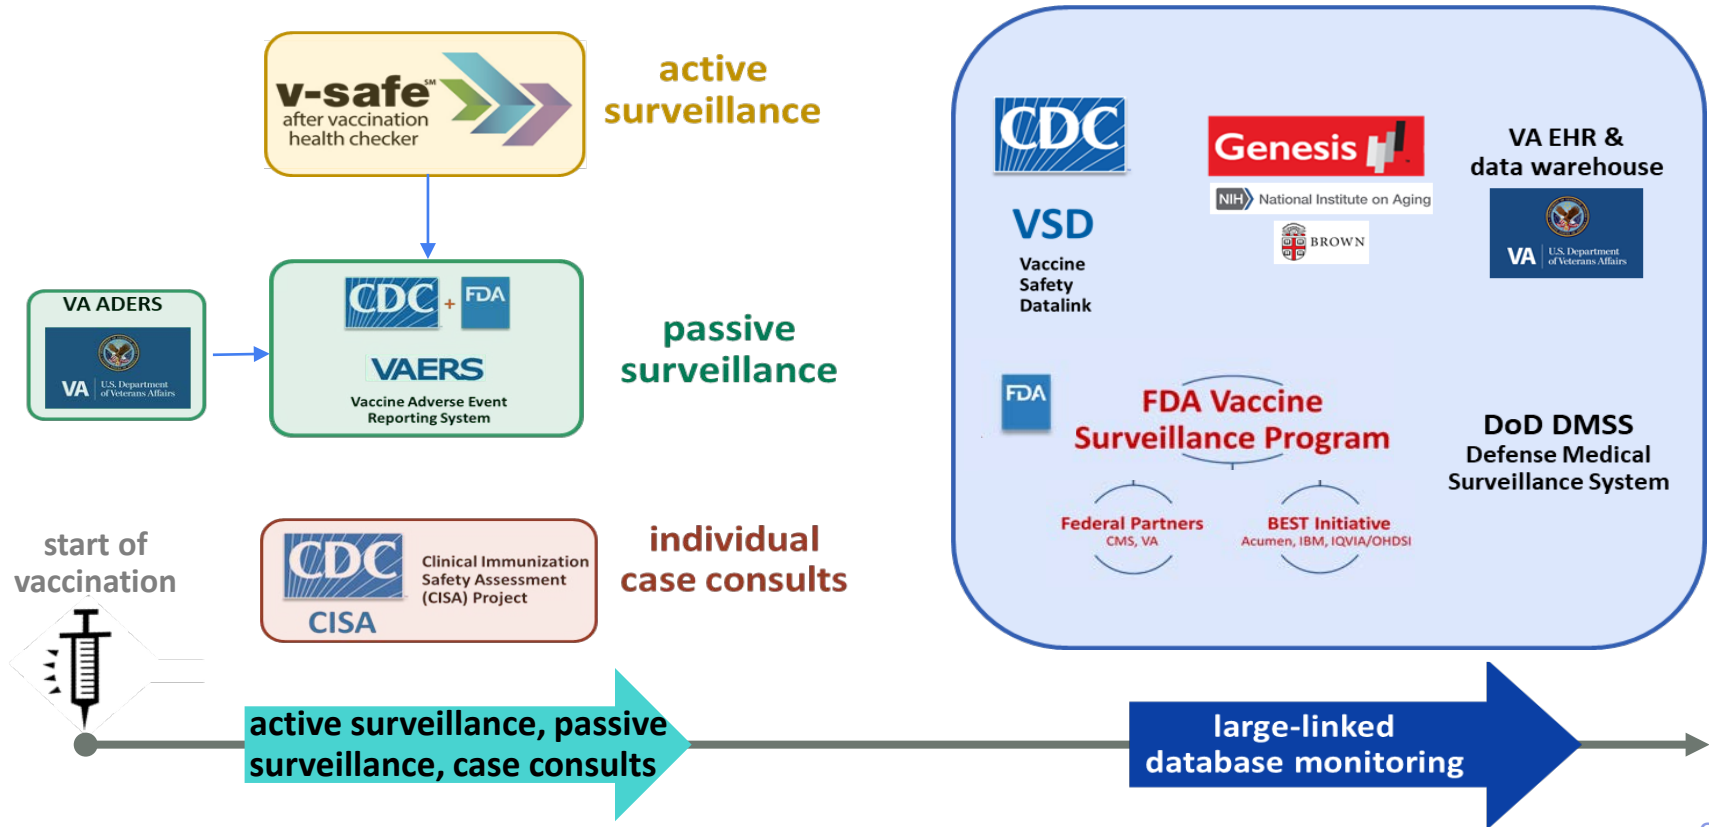 v-safe℠
after vaccination
health checker
active
surveillance
VA ADERS
VA
U.S. Department
of Veterans Affairs
CDC + FDA
VAERS
Vaccine Adverse Event
Reporting System
passive
surveillance
CDC
CISA
Clinical Immunization
Safety Assessment
(CISA) Project
individual
case consults
CDC
VSD
Vaccine
Safety
Datalink
Genesis
NIH National Institute on Aging
BROWN
VA EHR &
data warehouse
VA
U.S. Department
of Veterans Affairs
FDA
FDA Vaccine
Surveillance Program
Federal Partners
CMS, VA
BEST Initiative
Acumen, IBM, IQVIA/OHDSI
DoD DMSS
Defense Medical
Surveillance System
start of
vaccination
active surveillance, passive
surveillance, case consults
large-linked
database monitoring